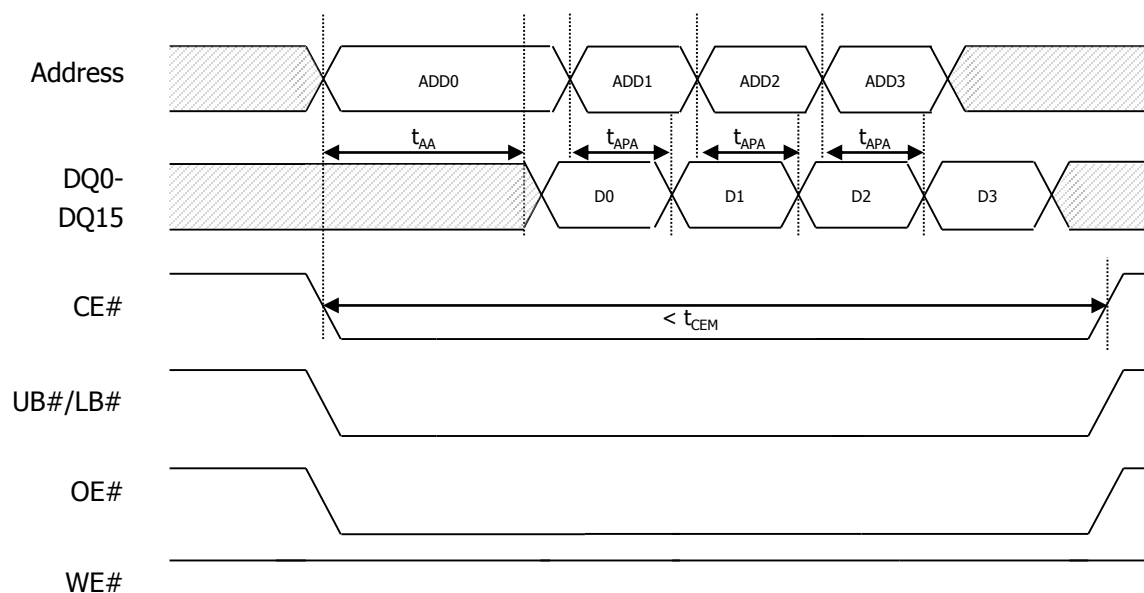 Address
ADD0
ADD1
ADD2
ADD3
tAA
tAPA
tAPA
tAPA
DQ0-
DQ15
D0
D1
D2
D3
CE#
< tCEM
UB#/LB#
OE#
WE#